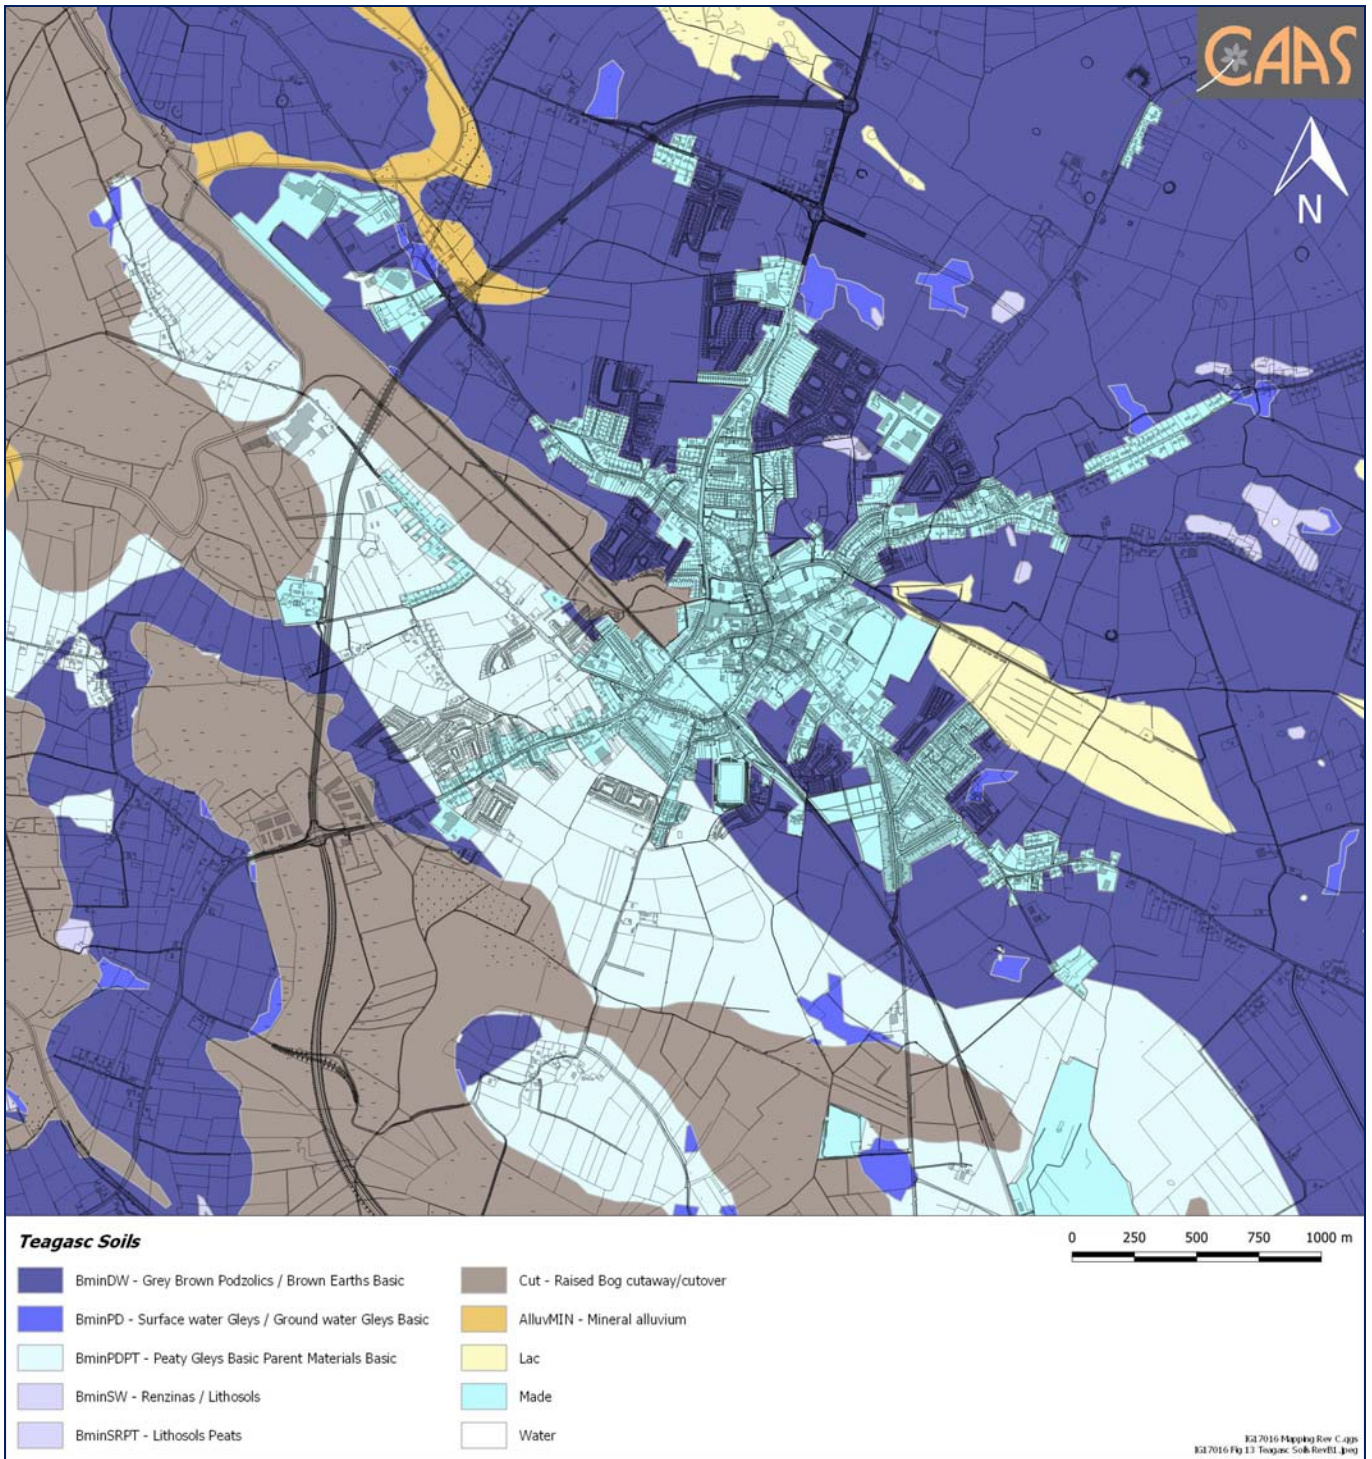 CAAS
N
Teagasc Soils
BminDW - Grey Brown Podzolics / Brown Earths Basic
BminPD - Surface water Gleys / Ground water Gleys Basic
BminPDPT - Peaty Gleys Basic Parent Materials Basic
BminSW - Renzinas / Lithosols
BminSRPT - Lithosols Peats
Cut - Raised Bog cutaway/cutover
AlluvMIN - Mineral alluvium
Lac
Made
Water
0 250 500 750 1000 m
IG17016 Mapping Rev C.qgs
IG17016 Fig 13 Teagasc Soils RevB1.jpeg